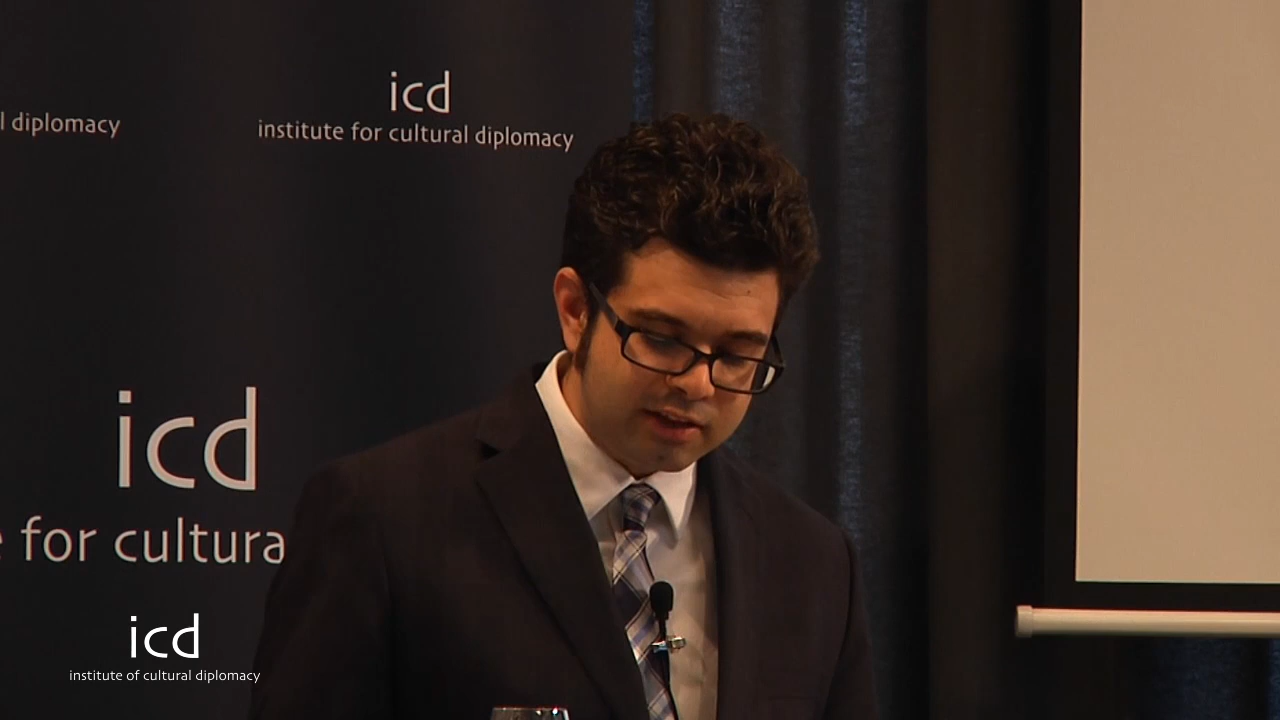 icd
l diplomacy
institute for cultural diplomacy
icd
for cultura
icd
institute of cultural diplomacy